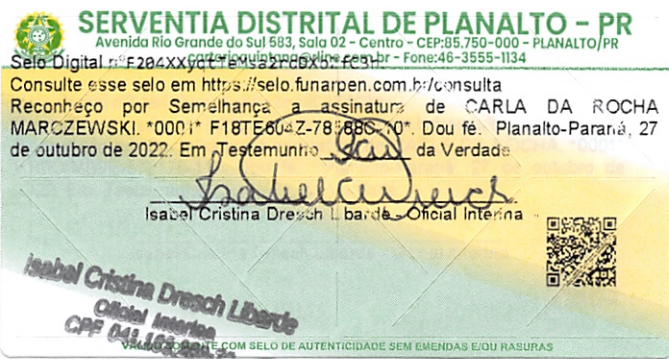 SERVENTIA DISTRITAL DE PLANALTO - PR
Avenida Rio Grande do Sul 583, Sala 02 - Centro - CEP:85.750-000 - PLANALTO/PR
Fone:46-3555-1134
Selo Digital nº
Consulte esse selo em https://selo.funarpen.com.br/consulta
Reconheço por Semelhança a assinatura de CARLA DA ROCHA
MARCZEWSKI. *0001* Dou fé. Planalto-Paraná, 27
de outubro de 2022. Em Testemunho da Verdade
Isabel Cristina Dresch Libarde Oficial Interina
Isabel Cristina Dresch Libarde
Oficial Interina
CPF
VÁLIDO SOMENTE COM SELO DE AUTENTICIDADE SEM EMENDAS E/OU RASURAS